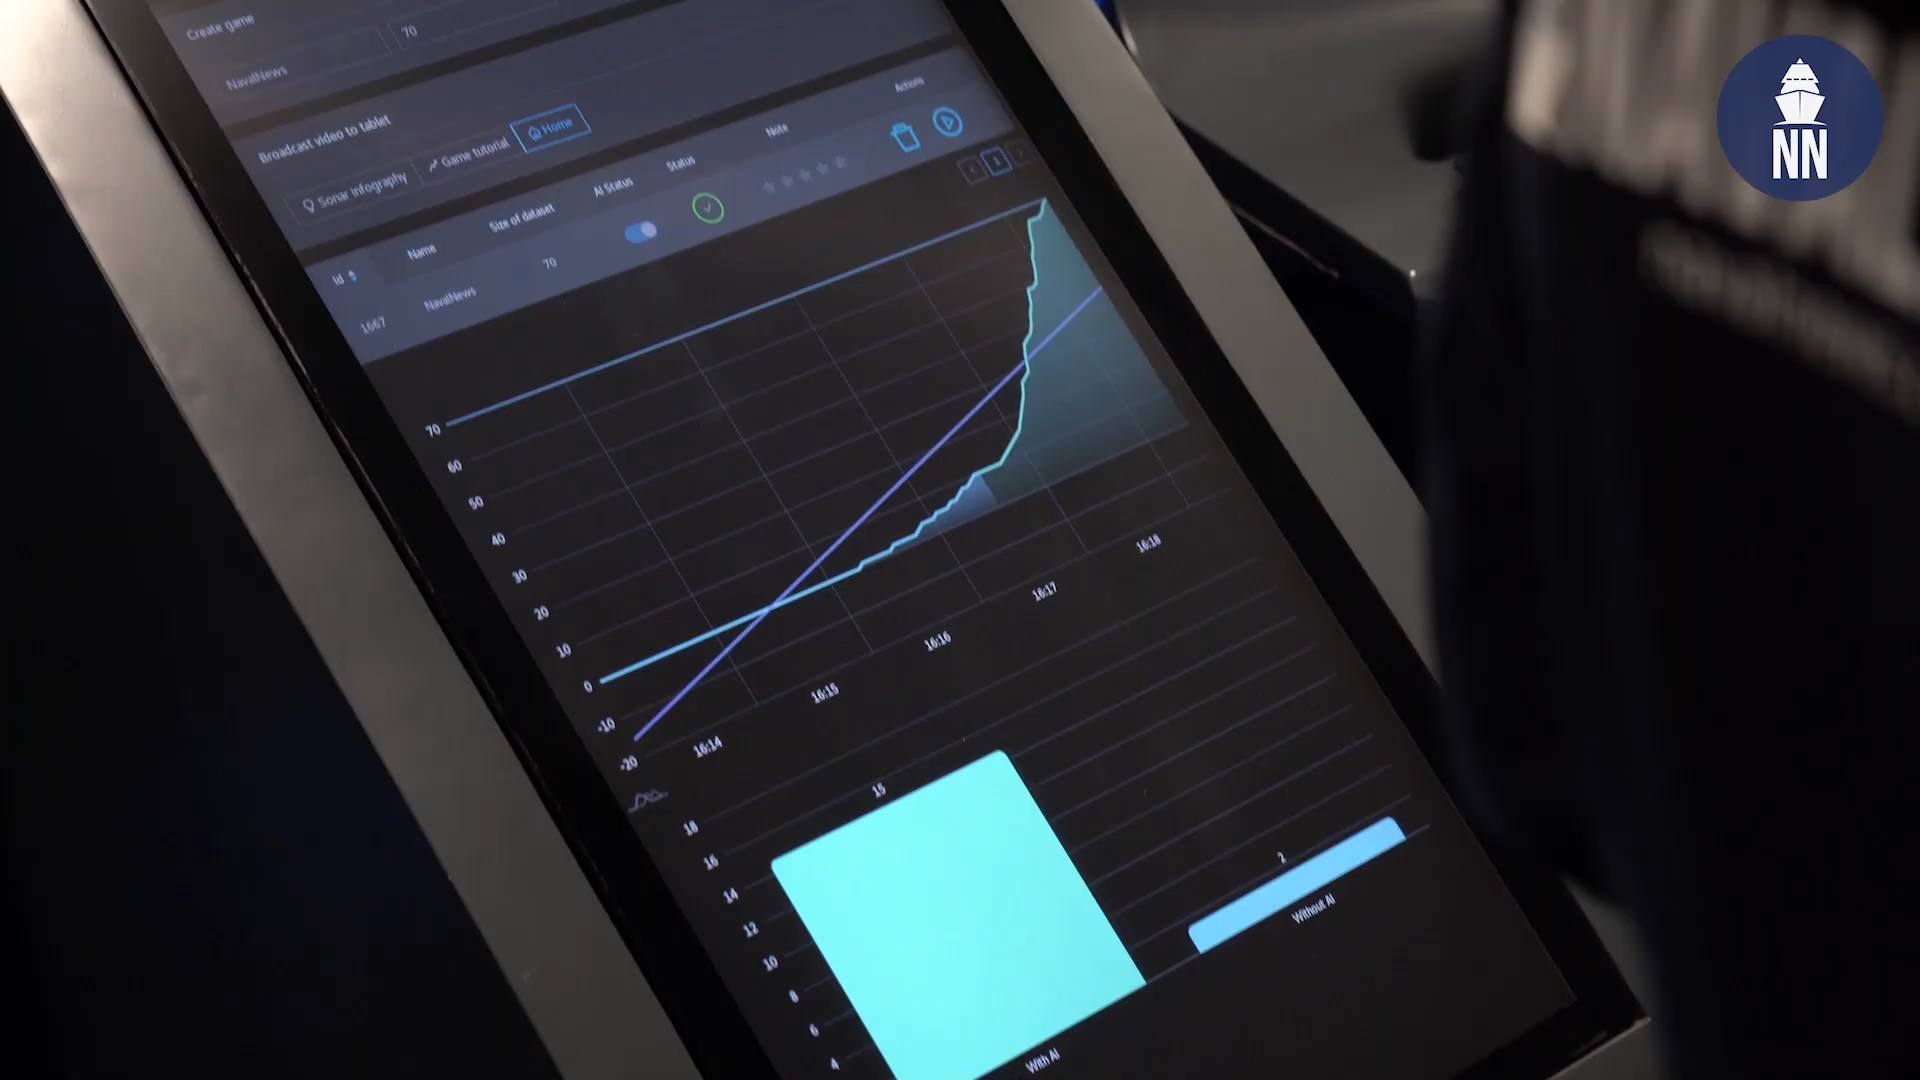 Create game
NavalNews 70
Broadcast video to tablet
Sonar infography Game tutorial Home
Id Name Size of dataset AI Status Status Note Actions
1667 NavalNews 70
1
70
60
50
40
30
20
10
0
-10
-20
16:14 16:15 16:16 16:17 16:18
18
16
14
12
10
8
6
4
15
2
With AI Without AI
NN